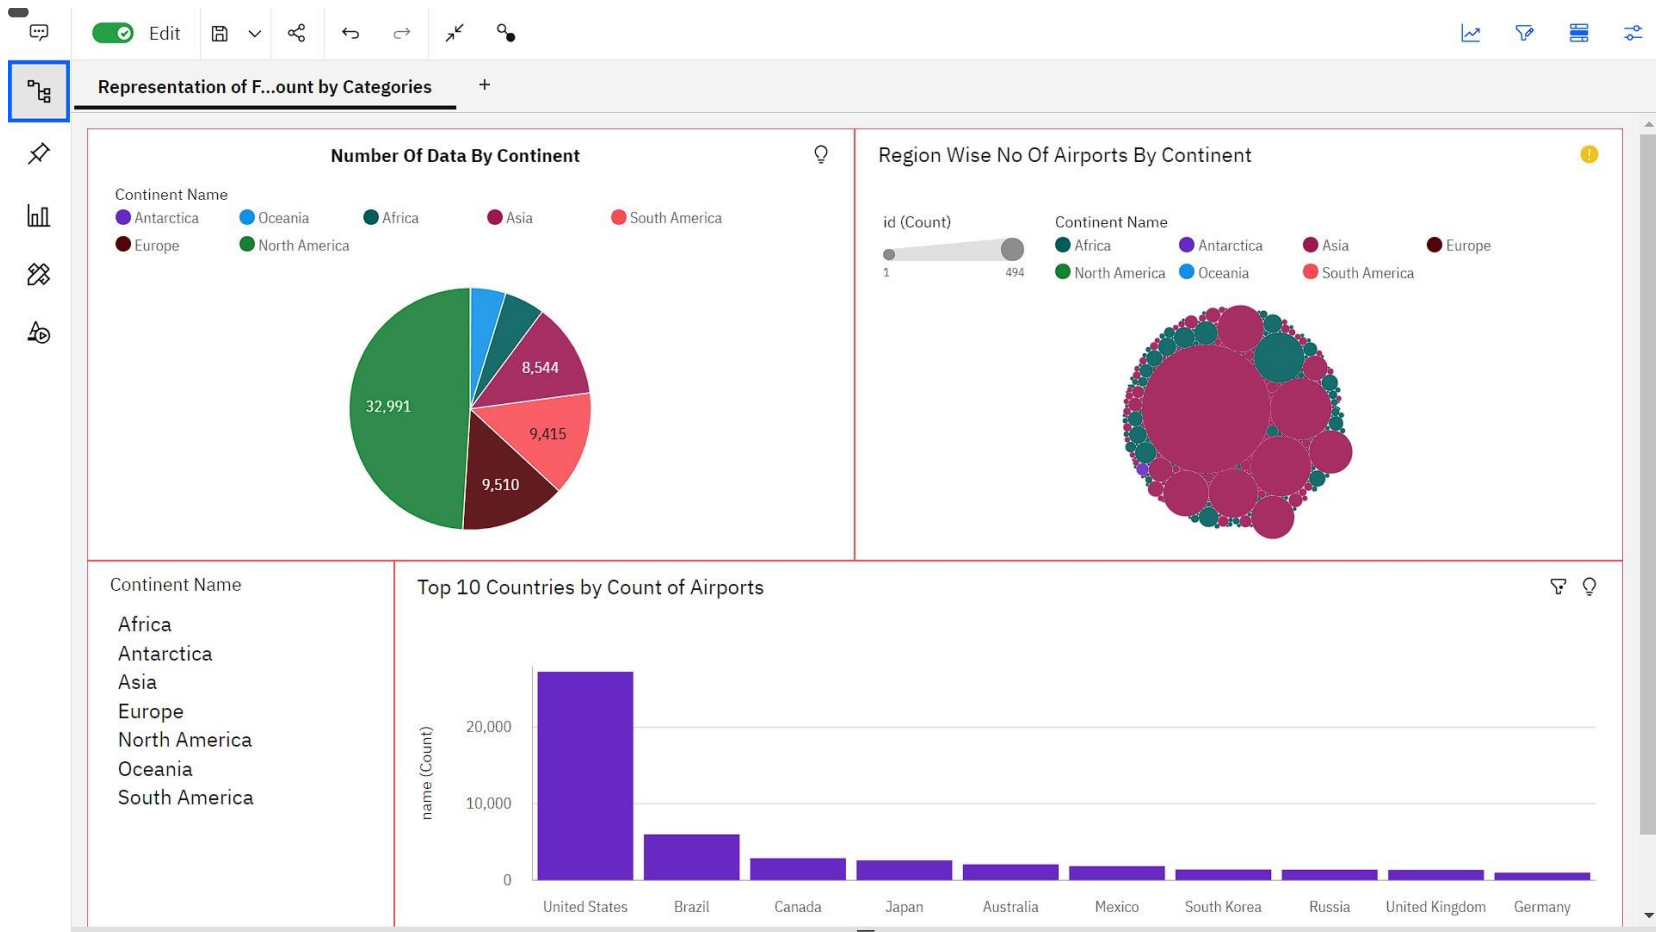 Edit
Representation of F...ount by Categories +
Number Of Data By Continent
Continent Name
Antarctica Oceania Africa Asia South America
Europe North America
8,544
32,991
9,415
9,510
Region Wise No Of Airports By Continent
id (Count)
1 494
Continent Name
Africa Antarctica Asia Europe
North America Oceania South America
Continent Name
Africa
Antarctica
Asia
Europe
North America
Oceania
South America
Top 10 Countries by Count of Airports
name (Count)
20,000
10,000
0
United States Brazil Canada Japan Australia Mexico South Korea Russia United Kingdom Germany